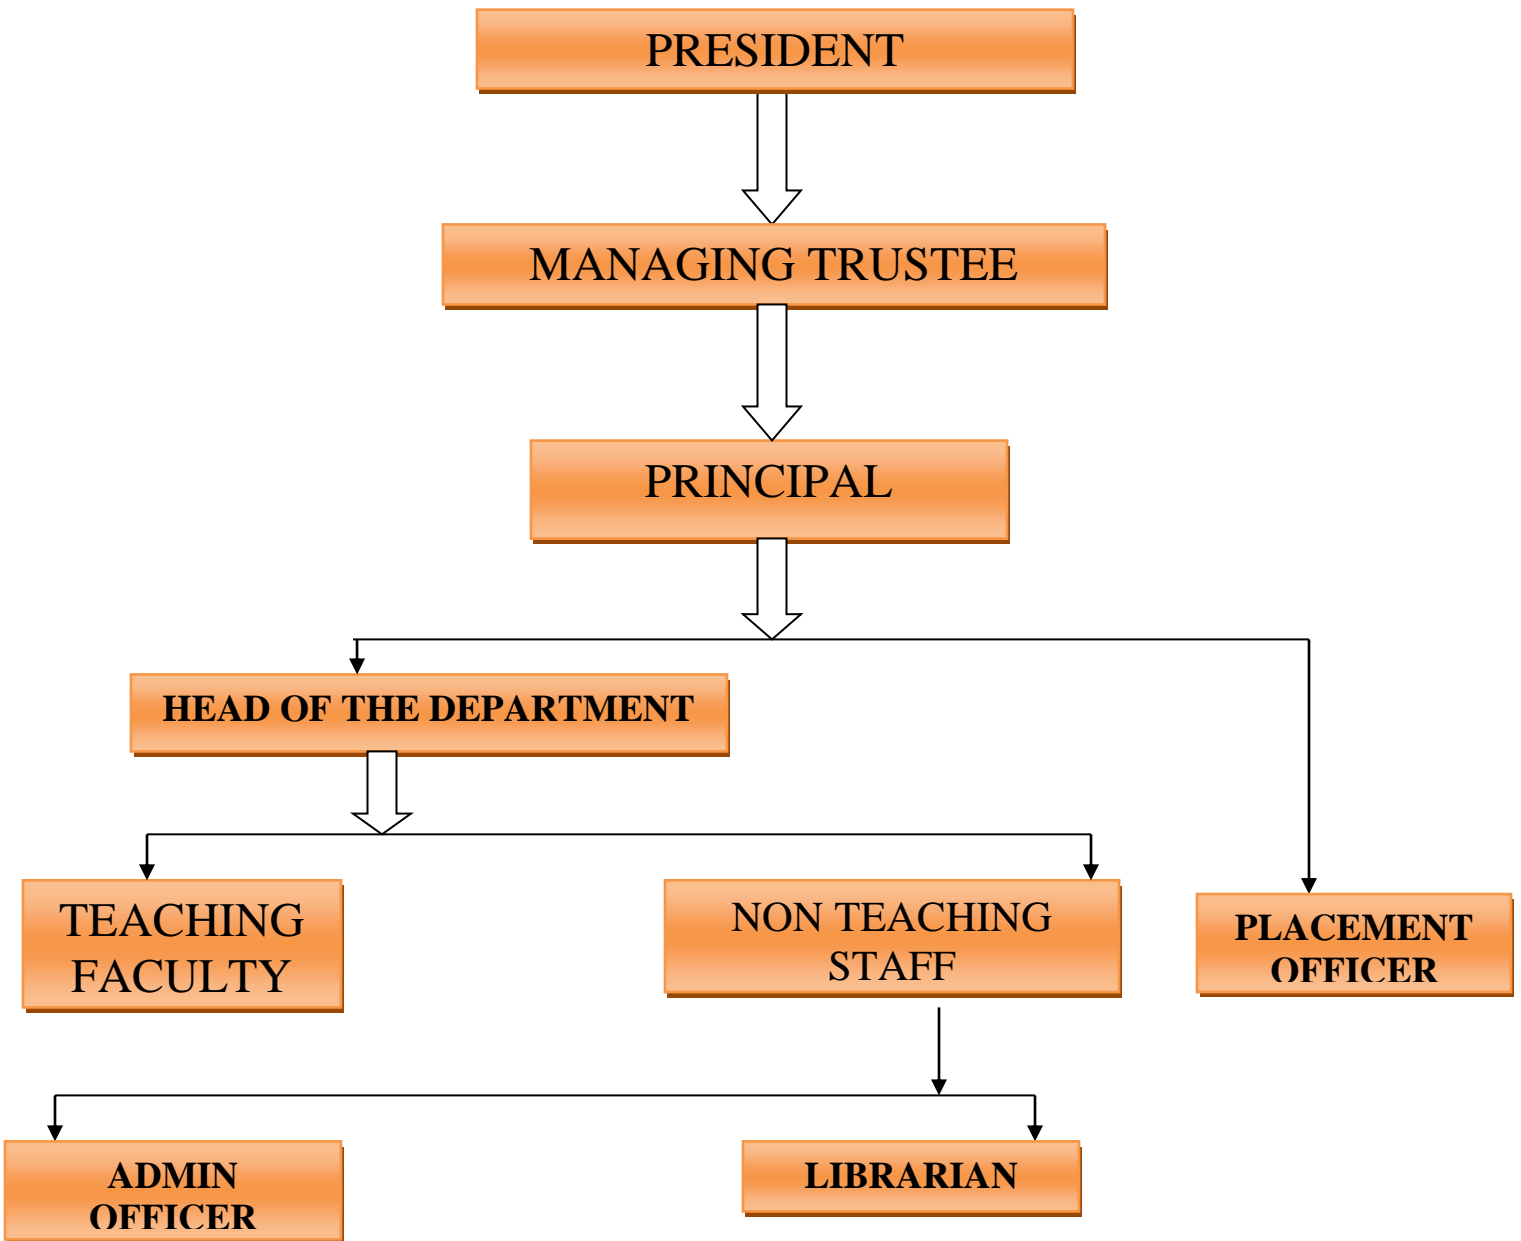 PRESIDENT
MANAGING TRUSTEE
PRINCIPAL
HEAD OF THE DEPARTMENT
TEACHING
FACULTY
NON TEACHING
STAFF
PLACEMENT
OFFICER
ADMIN
OFFICER
LIBRARIAN